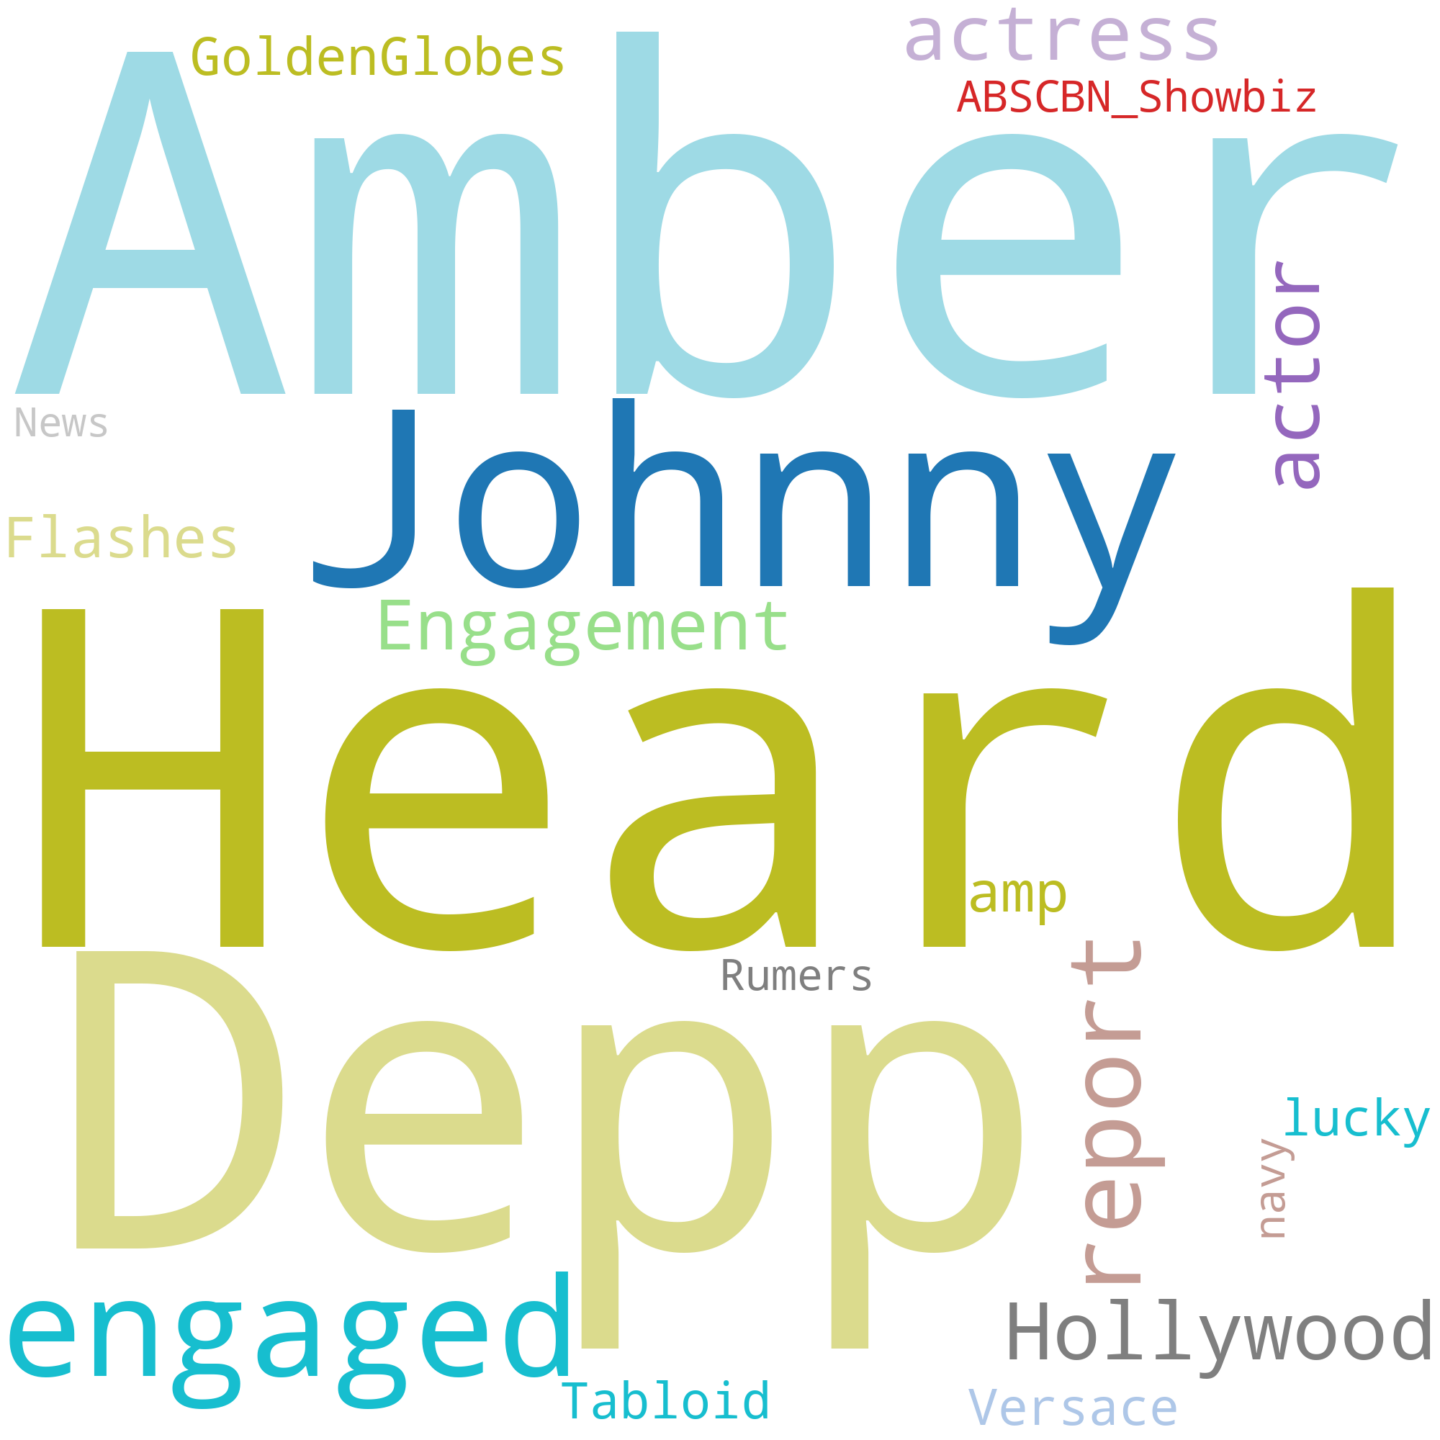 GoldenGlobes
actress
ABSCBN_Showbiz
Amber
actor
News
Johnny
Flashes
Engagement
Heard
amp
Depp
Rumers
report
lucky
navy
engaged
Hollywood
Tabloid
Versace